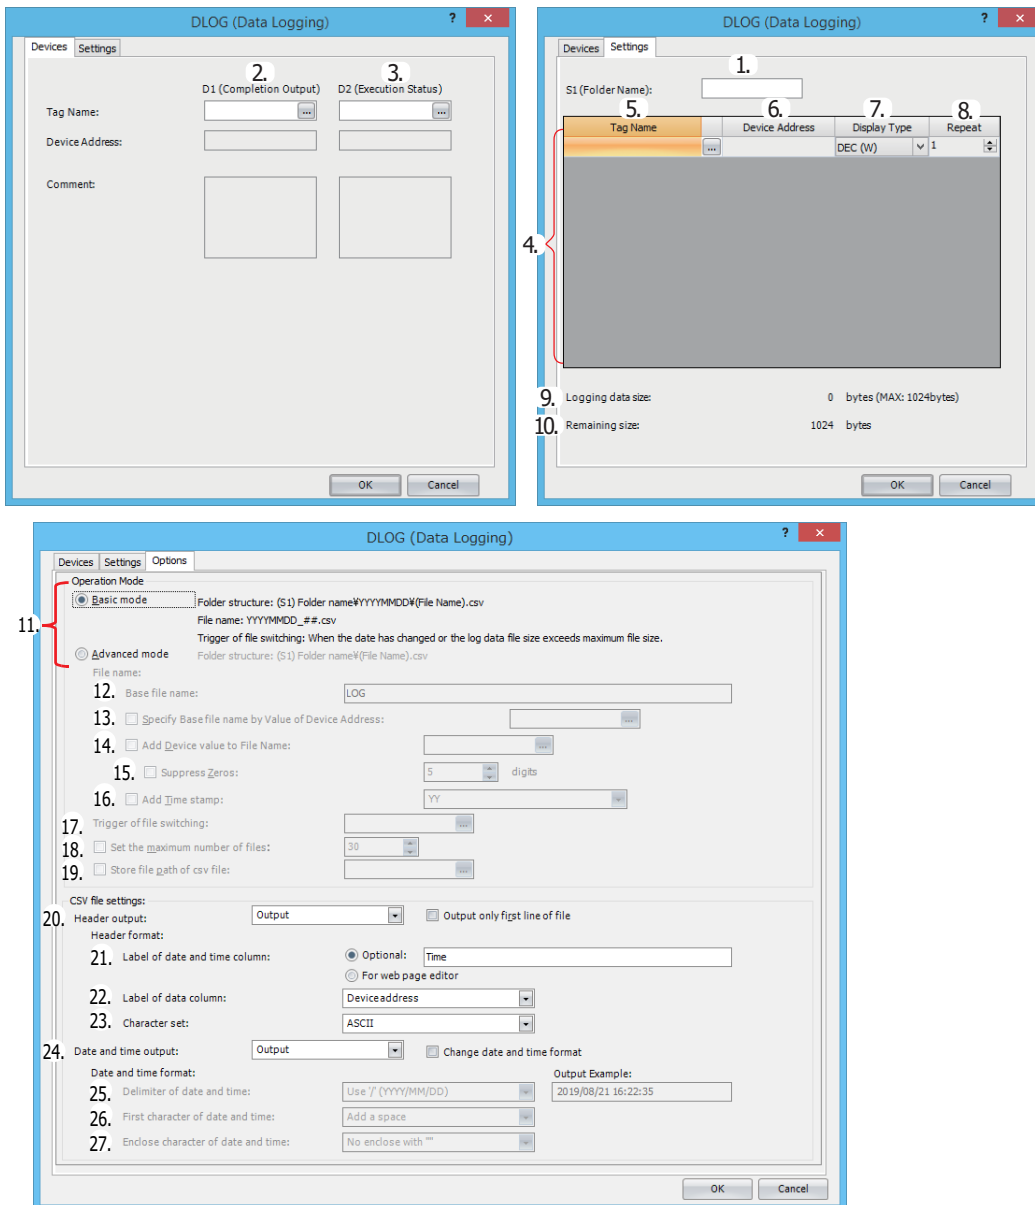 DLOG (Data Logging)
?
×
Devices
Settings
2.
3.
D1 (Completion Output)
D2 (Execution Status)
Tag Name:
...
...
Device Address:
Comment:
OK
Cancel
DLOG (Data Logging)
?
×
Devices
Settings
1.
S1(Folder Name):
5.
6.
7.
8.
Tag Name
Device Address
Display Type
Repeat
...
DEC (W)
1
4.
9. Logging data size: 0 bytes (MAX: 1024bytes)
10. Remaining size: 1024 bytes
OK
Cancel
DLOG (Data Logging)
?
×
Devices
Settings
Options
Operation Mode
11.
Basic mode
Folder structure: (S1) Folder name¥YYYYMMDD¥(File Name).csv
File name: YYYYMMDD_##.csv
Trigger of file switching: When the date has changed or the log data file size exceeds maximum file size.
Advanced mode
Folder structure: (S1) Folder name¥(File Name).csv
File name:
12. Base file name: LOG
13. Specify Base file name by Value of Device Address: ...
14. Add Device value to File Name: ...
15. Suppress Zeros: 5 digits
16. Add Time stamp: YY
17. Trigger of file switching: ...
18. Set the maximum number of files: 30
19. Store file path of csv file: ...
CSV file settings:
20. Header output: Output Output only first line of file
Header format:
21. Label of date and time column: Optional: Time
For web page editor
22. Label of data column: Device address
23. Character set: ASCII
24. Date and time output: Output Change date and time format
Date and time format: Output Example:
25. Delimiter of date and time: Use '/' (YYYY/MM/DD) 2019/08/21 16:22:35
26. First character of date and time: Add a space
27. Enclose character of date and time: No enclose with ""
OK
Cancel